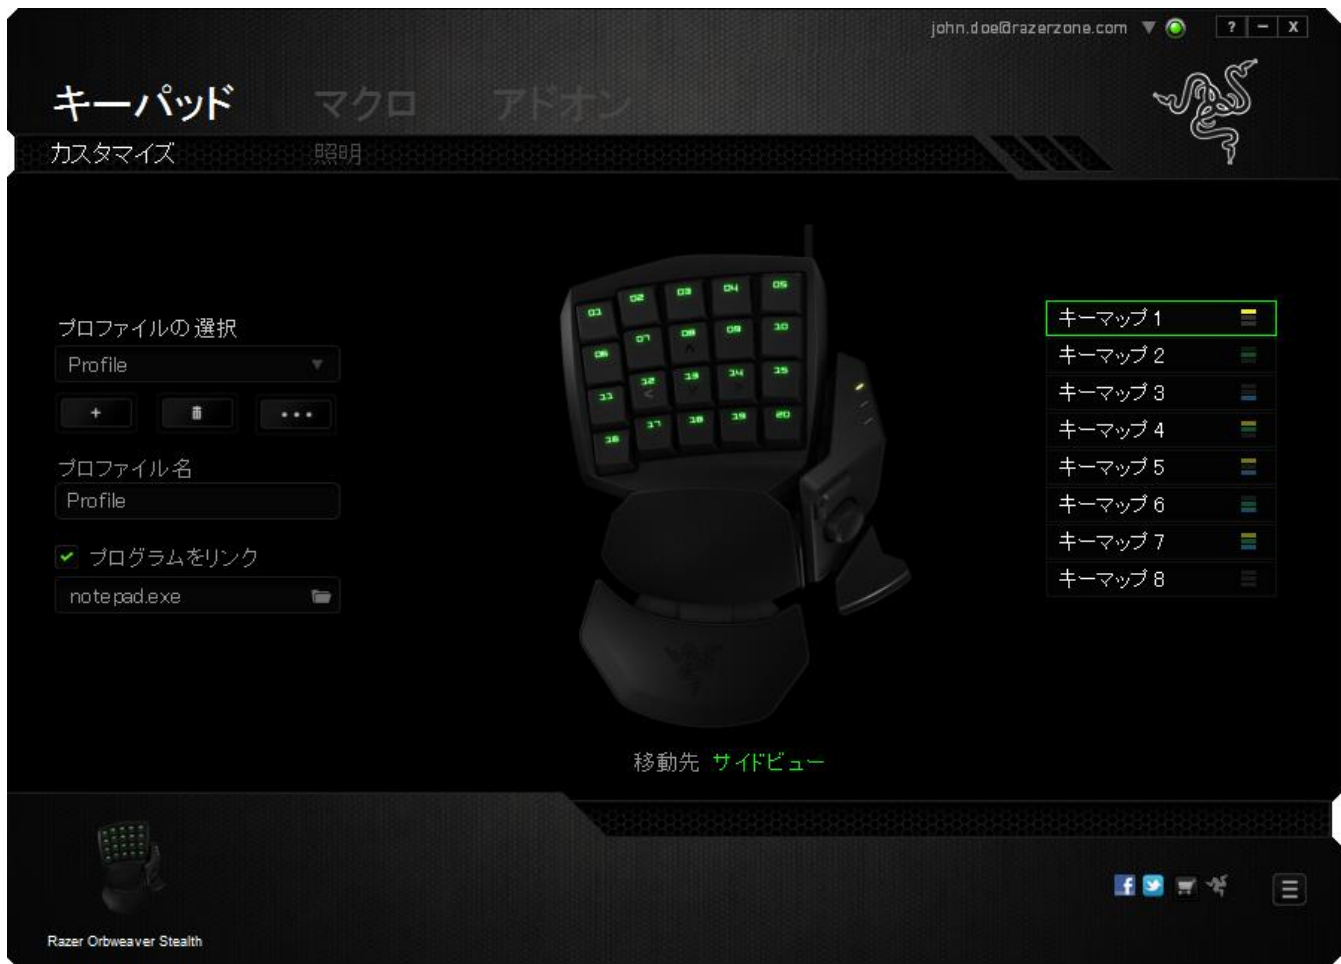 john.doe@razerzone.com
? – X
キーパッド マクロ アドオン
カスタマイズ 照明
プロファイルの選択
Profile
+
プロファイル名
Profile
プログラムをリンク
notepad.exe
01 02 03 04 05
06 07 08 09 10
11 12 13 14 15
16 17 18 19 20
キーマップ 1
キーマップ 2
キーマップ 3
キーマップ 4
キーマップ 5
キーマップ 6
キーマップ 7
キーマップ 8
移動先 サイドビュー
Razer Orbweaver Stealth